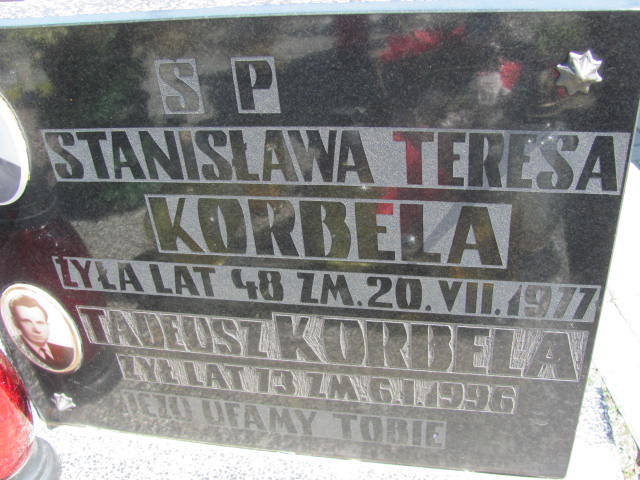 S P
STANISŁAWA TERESA
KORBELA
ŻYŁA LAT 48 ZM. 20. VII. 1977
TADEUSZ KORBELA
ŻYŁ LAT 73 ZM. 6.I.1996
JEZU UFAMY TOBIE